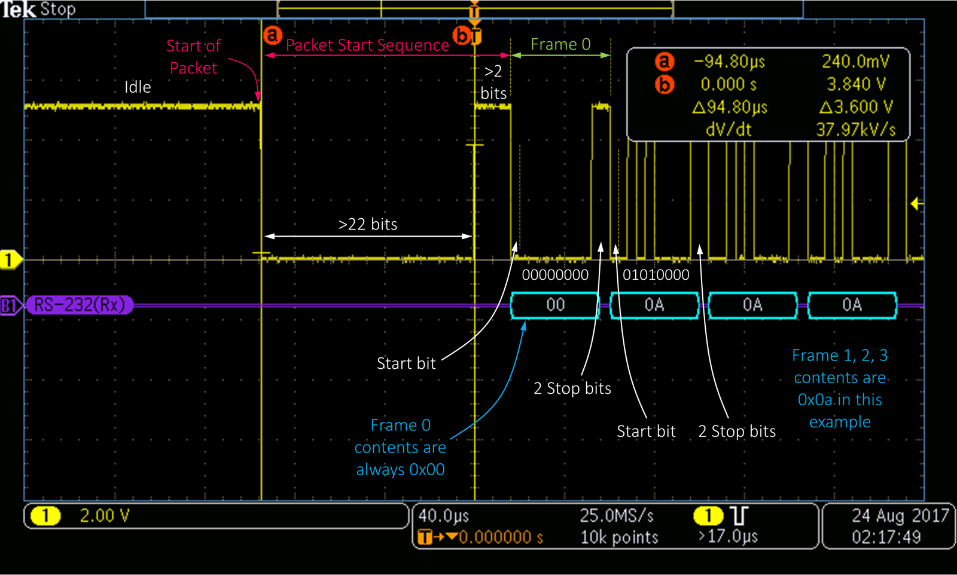 Tek Stop
T
a
Packet Start Sequence
b
T
Frame 0
Start of
Packet
Idle
>2
bits
a −94.80µs 240.0mV
b 0.000 s 3.840 V
Δ94.80µs Δ3.600 V
dV/dt 37.97kV/s
>22 bits
1
00000000 01010000
B1 RS-232(Rx) 00 0A 0A 0A
Start bit
2 Stop bits
Start bit
2 Stop bits
Frame 1, 2, 3
contents are
0x0a in this
example
Frame 0
contents are
always 0x00
1 2.00 V
40.0µs 25.0MS/s 1
T→▼0.000000 s 10k points >17.0µs
24 Aug 2017
02:17:49